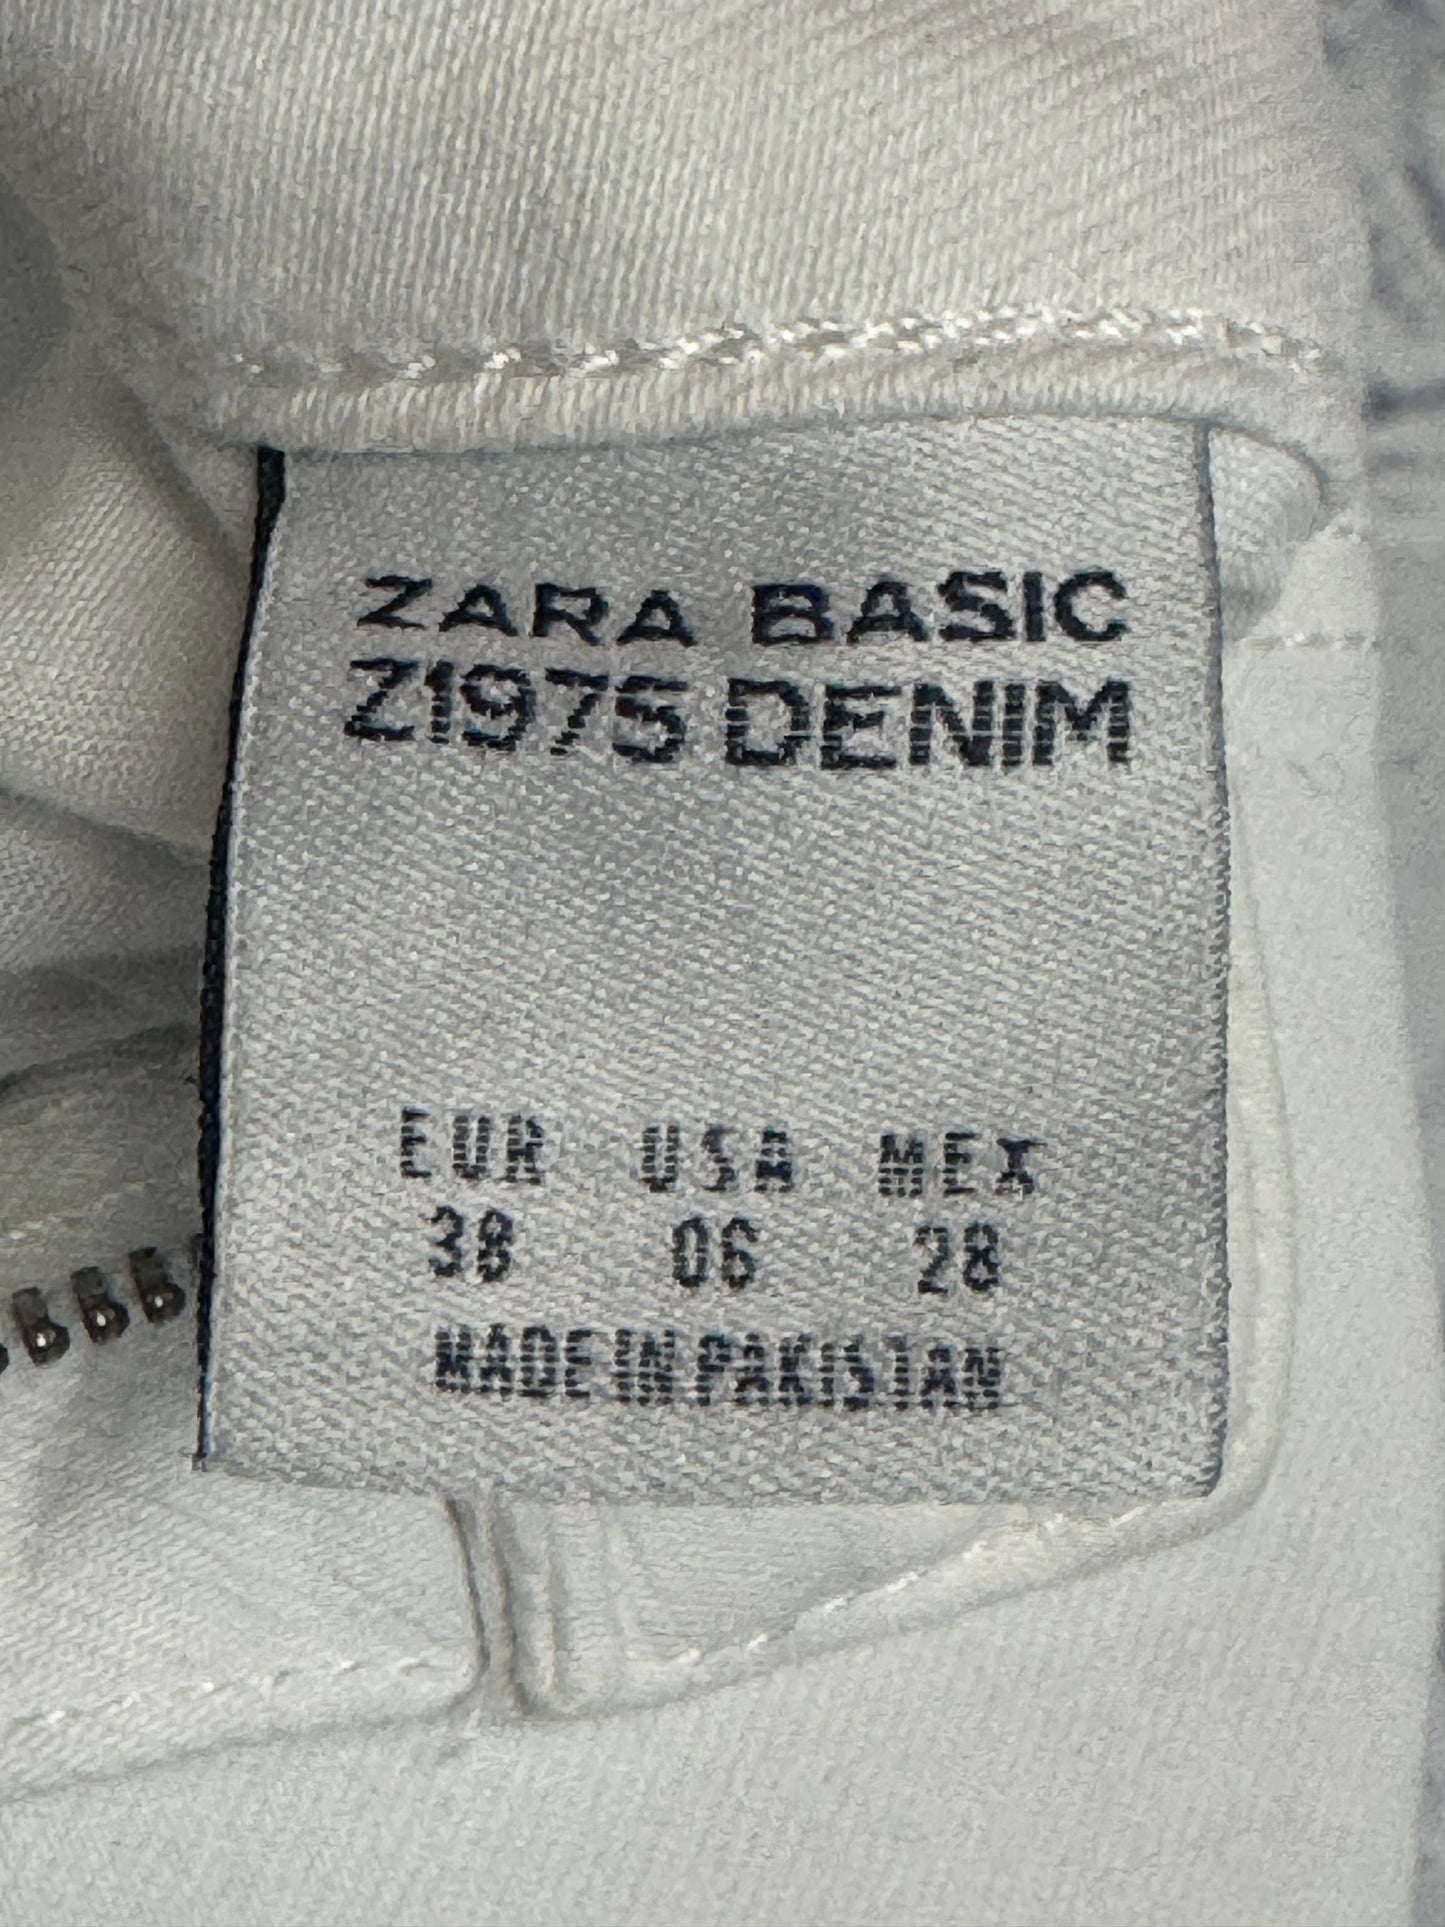 ZARA BASIC
Z1975 DENIM
EUR USA MEX
38 06 28
MADE IN PAKISTAN